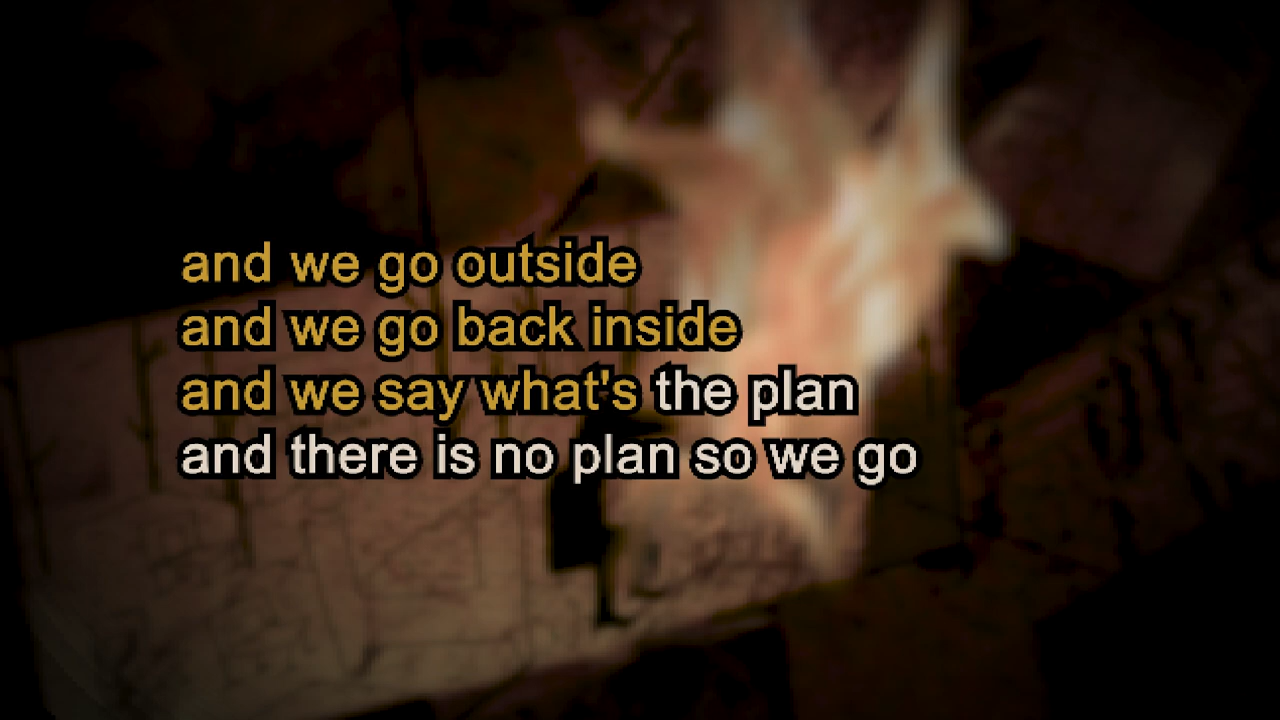 and we go outside
and we go back inside
and we say what's the plan
and there is no plan so we go